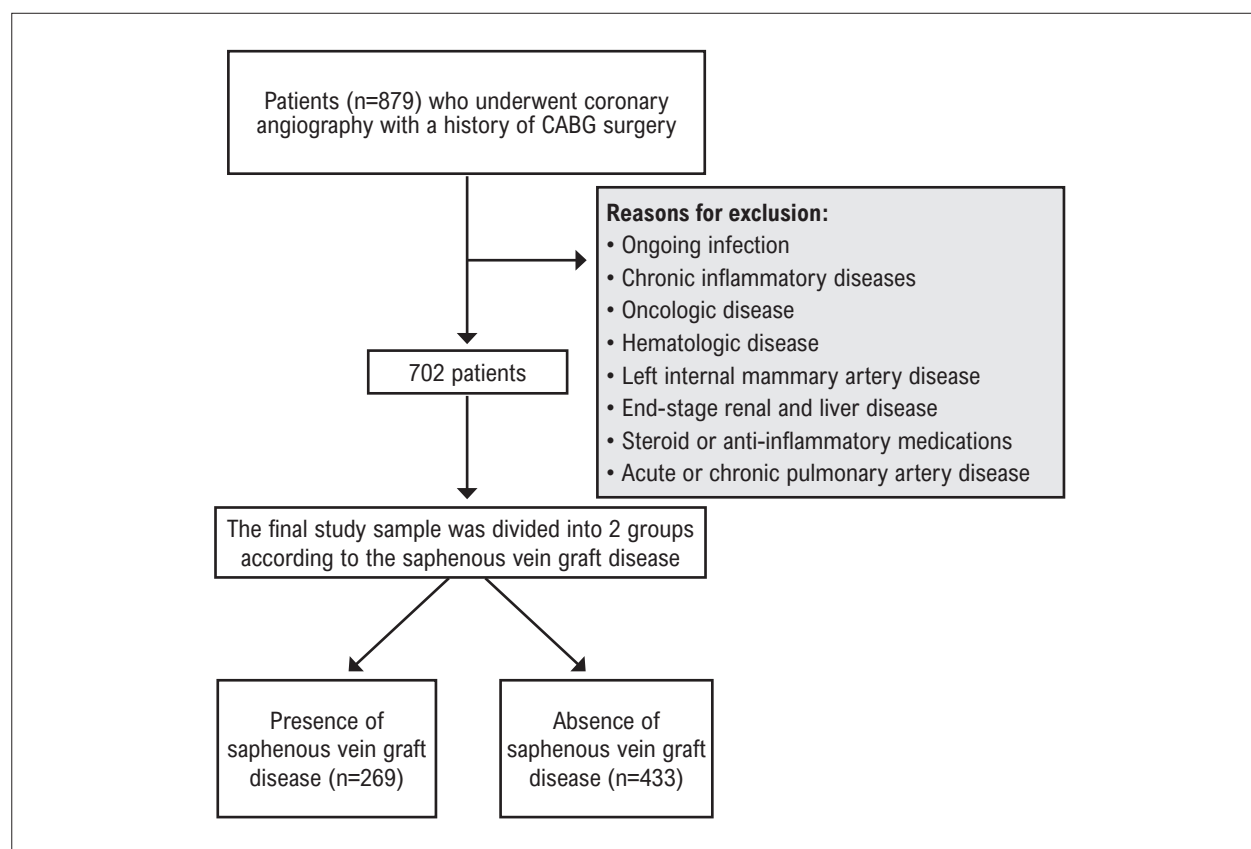 Patients (n=879) who underwent coronary
angiography with a history of CABG surgery
Reasons for exclusion:
• Ongoing infection
• Chronic inflammatory diseases
• Oncologic disease
• Hematologic disease
• Left internal mammary artery disease
• End-stage renal and liver disease
• Steroid or anti-inflammatory medications
• Acute or chronic pulmonary artery disease
702 patients
The final study sample was divided into 2 groups
according to the saphenous vein graft disease
Presence of
saphenous vein graft
disease (n=269)
Absence of
saphenous vein graft
disease (n=433)